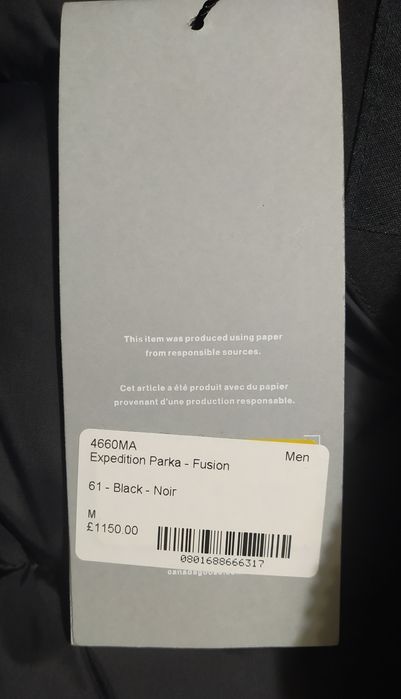 This item was produced using paper
from responsible sources.
Cet article a été produit avec du papier
provenant d'une production responsable.
4660MA
Expedition Parka - Fusion
Men
61 - Black - Noir
M
£1150.00
0801688666317